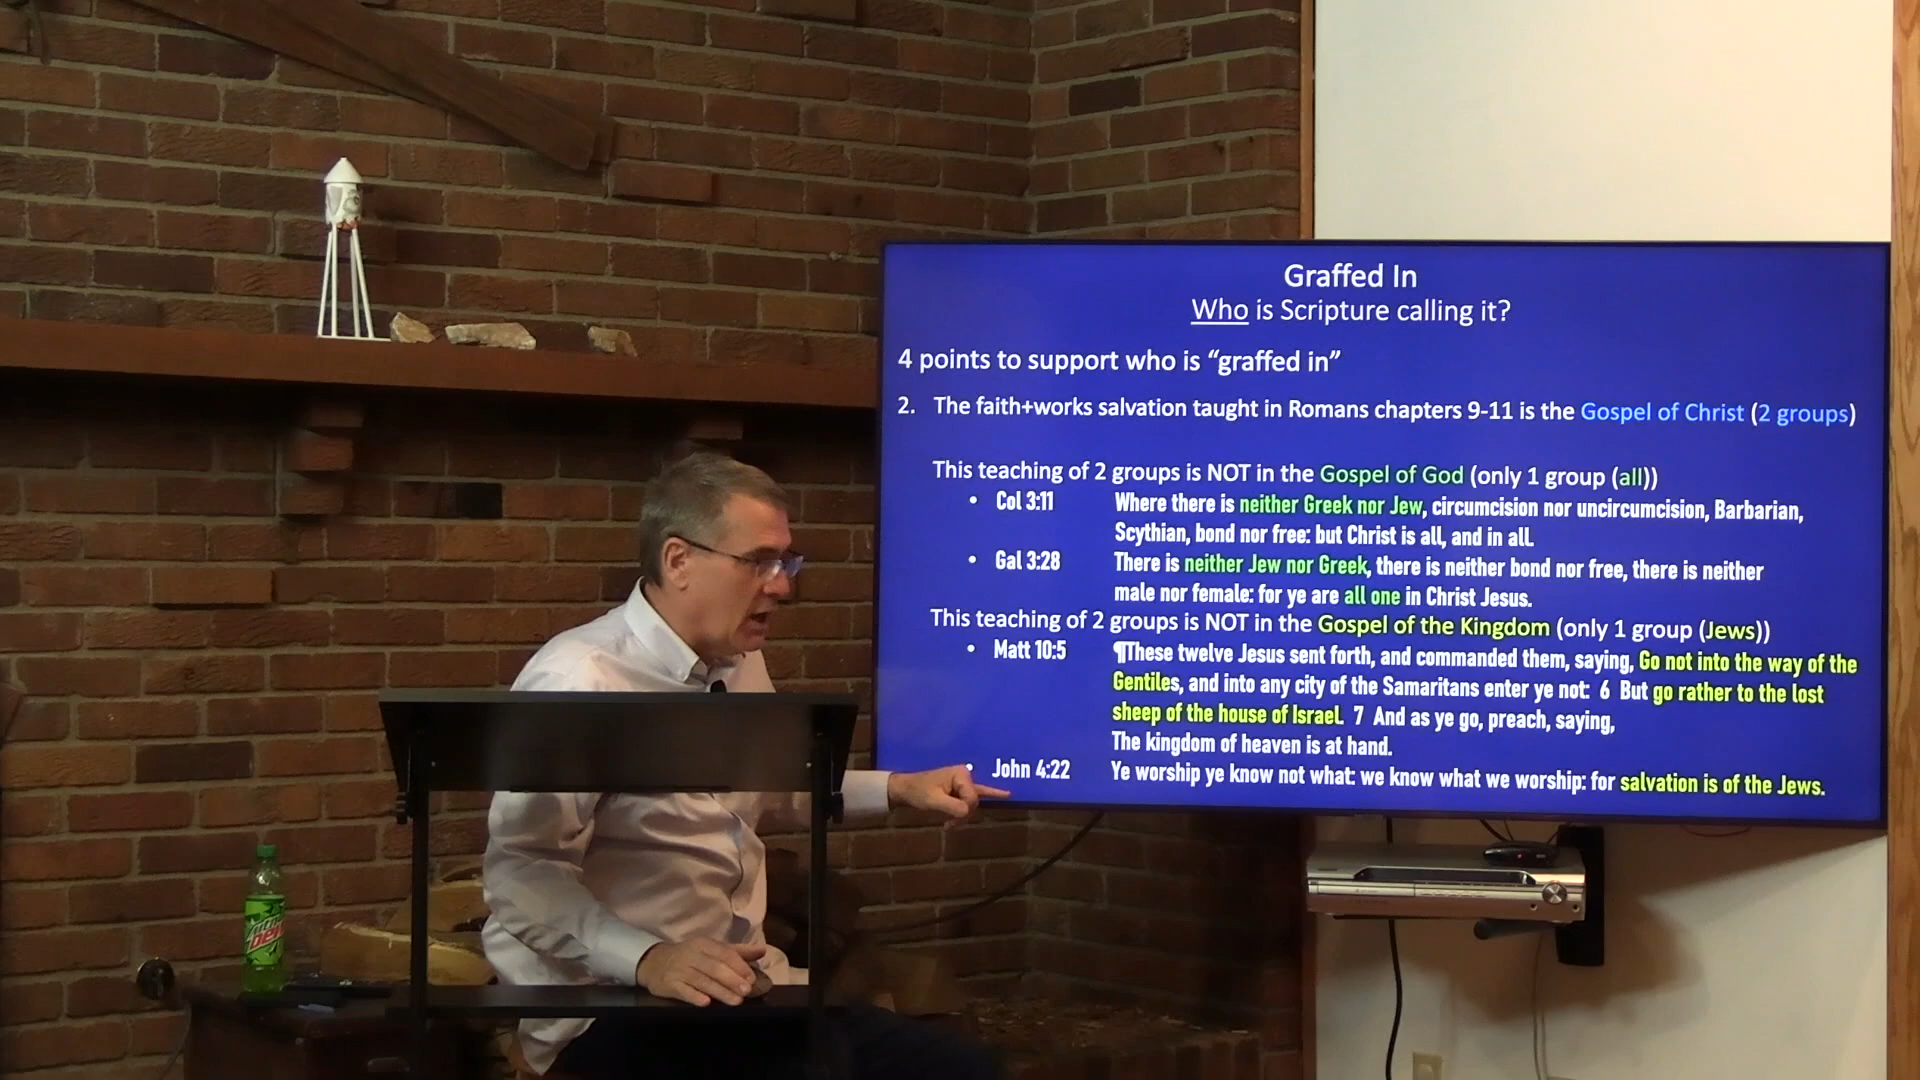 Graffed In
Who is Scripture calling it?
4 points to support who is “graffed in”
2. The faith+works salvation taught in Romans chapters 9-11 is the Gospel of Christ (2 groups)
This teaching of 2 groups is NOT in the Gospel of God (only 1 group (all))
• Col 3:11 Where there is neither Greek nor Jew, circumcision nor uncircumcision, Barbarian,
Scythian, bond nor free: but Christ is all, and in all.
• Gal 3:28 There is neither Jew nor Greek, there is neither bond nor free, there is neither
male nor female: for ye are all one in Christ Jesus.
This teaching of 2 groups is NOT in the Gospel of the Kingdom (only 1 group (Jews))
• Matt 10:5 ¶These twelve Jesus sent forth, and commanded them, saying, Go not into the way of the
Gentiles, and into any city of the Samaritans enter ye not: 6 But go rather to the lost
sheep of the house of Israel. 7 And as ye go, preach, saying,
The kingdom of heaven is at hand.
• John 4:22 Ye worship ye know not what: we know what we worship: for salvation is of the Jews.
mtn
DEW